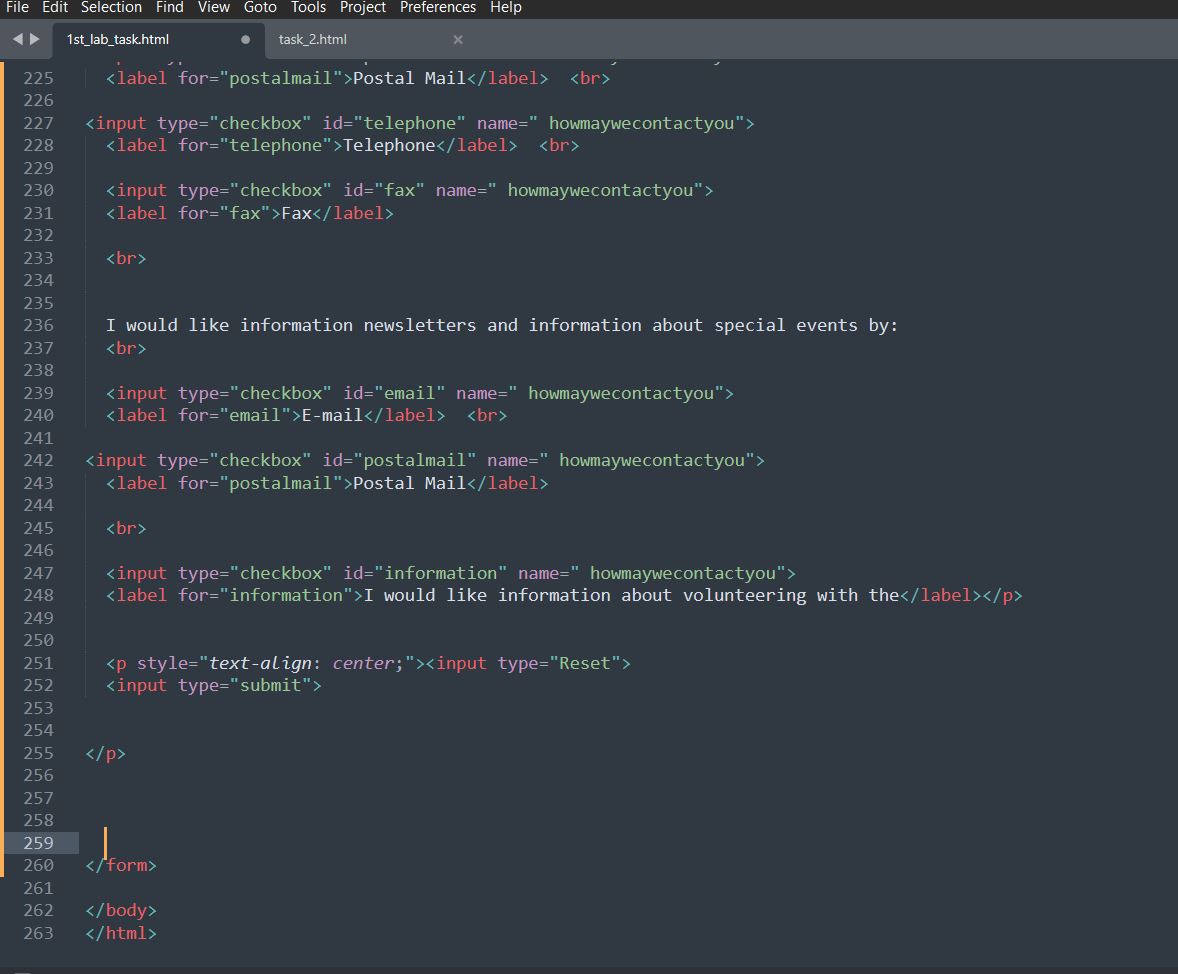 File Edit Selection Find View Goto Tools Project Preferences Help
1st_lab_task.html task_2.html
225 <label for="postalmail">Postal Mail</label> <br>
226
227 <input type="checkbox" id="telephone" name=" howmaywecontactyou">
228 <label for="telephone">Telephone</label> <br>
229
230 <input type="checkbox" id="fax" name=" howmaywecontactyou">
231 <label for="fax">Fax</label>
232
233 <br>
234
235
236 I would like information newsletters and information about special events by:
237 <br>
238
239 <input type="checkbox" id="email" name=" howmaywecontactyou">
240 <label for="email">E-mail</label> <br>
241
242 <input type="checkbox" id="postalmail" name=" howmaywecontactyou">
243 <label for="postalmail">Postal Mail</label>
244
245 <br>
246
247 <input type="checkbox" id="information" name=" howmaywecontactyou">
248 <label for="information">I would like information about volunteering with the</label></p>
249
250
251 <p style="text-align: center;"><input type="Reset">
252 <input type="submit">
253
254
255 </p>
256
257
258
259
260 </form>
261
262 </body>
263 </html>